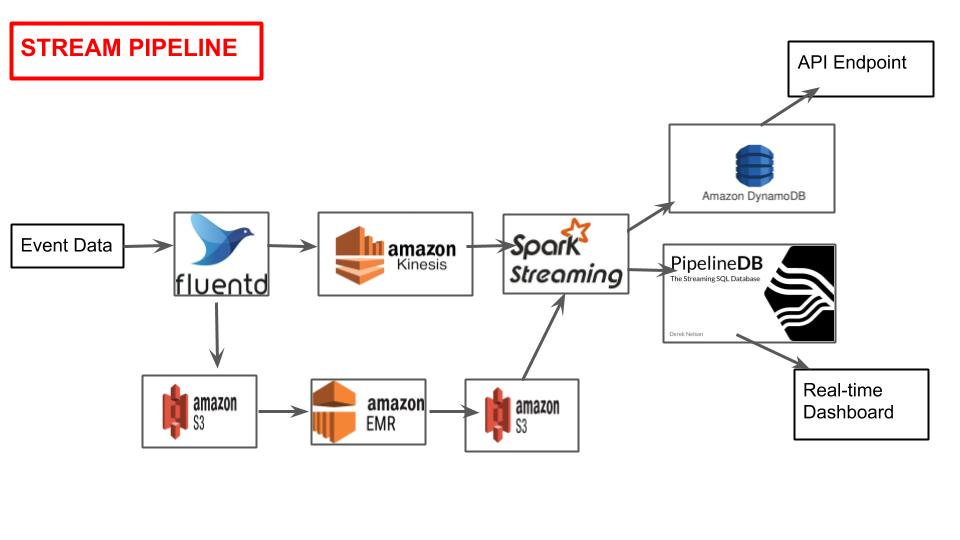 STREAM PIPELINE
API Endpoint
Amazon DynamoDB
Event Data
fluentd
amazon
Kinesis
Spark
Streaming
PipelineDB
The Streaming SQL Database
Derek Nelson
amazon
S3
amazon
EMR
amazon
S3
Real-time
Dashboard